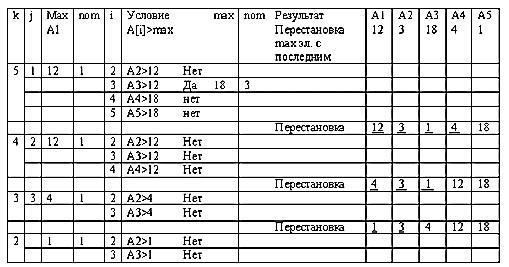 k j Max nom i Условие max nom Результат A1 A2 A3 A4 A5
A1 A[i]>max Перестановка 12 3 18 4 1
max эл. с
последним
5 1 12 1 2 A2>12 Нет
3 A3>12 Да 18 3
4 A4>18 нет
5 A5>18 нет
Перестановка 12 3 1 4 18
4 2 12 1 2 A2>12 Нет
3 A3>12 Нет
4 A4>12 Нет
Перестановка 4 3 1 12 18
3 3 4 1 2 A2>4 Нет
3 A3>4 Нет
Перестановка 1 3 4 12 18
2 1 1 2 A2>1 Нет
3 A3>1 Нет